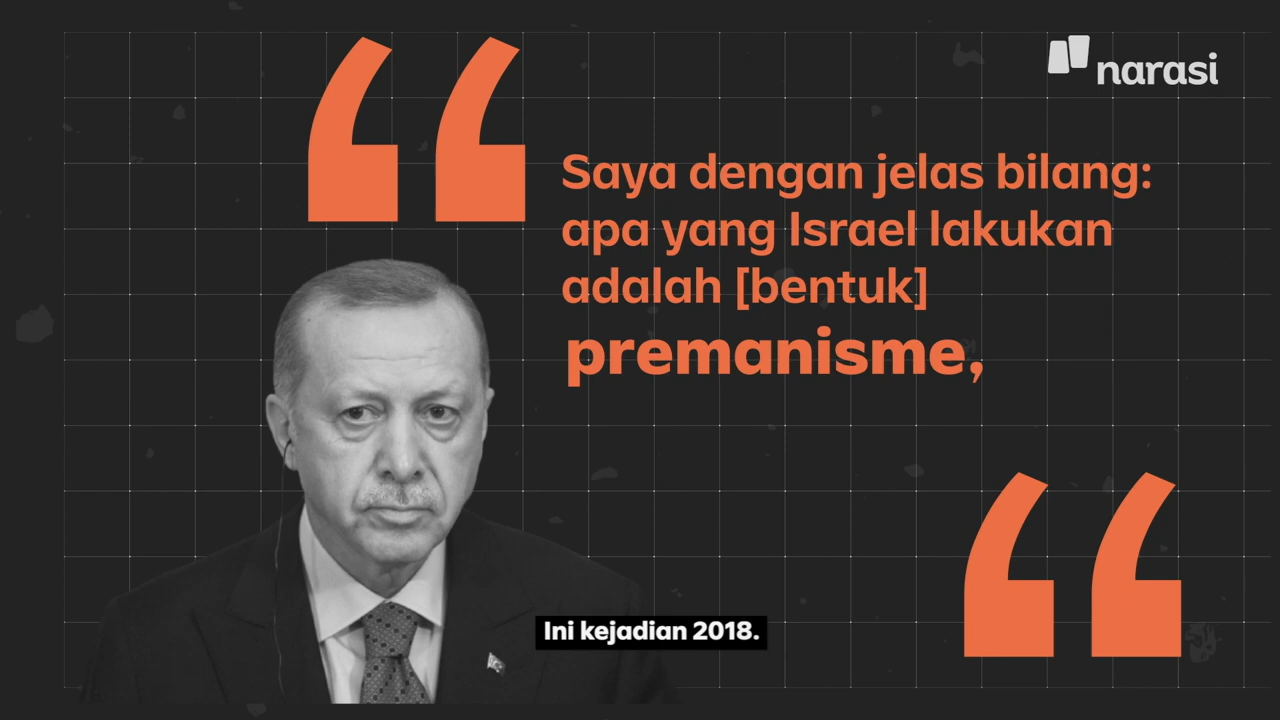 narasi
Saya dengan jelas bilang:
apa yang Israel lakukan
adalah [bentuk]
premanisme,
Ini kejadian 2018.